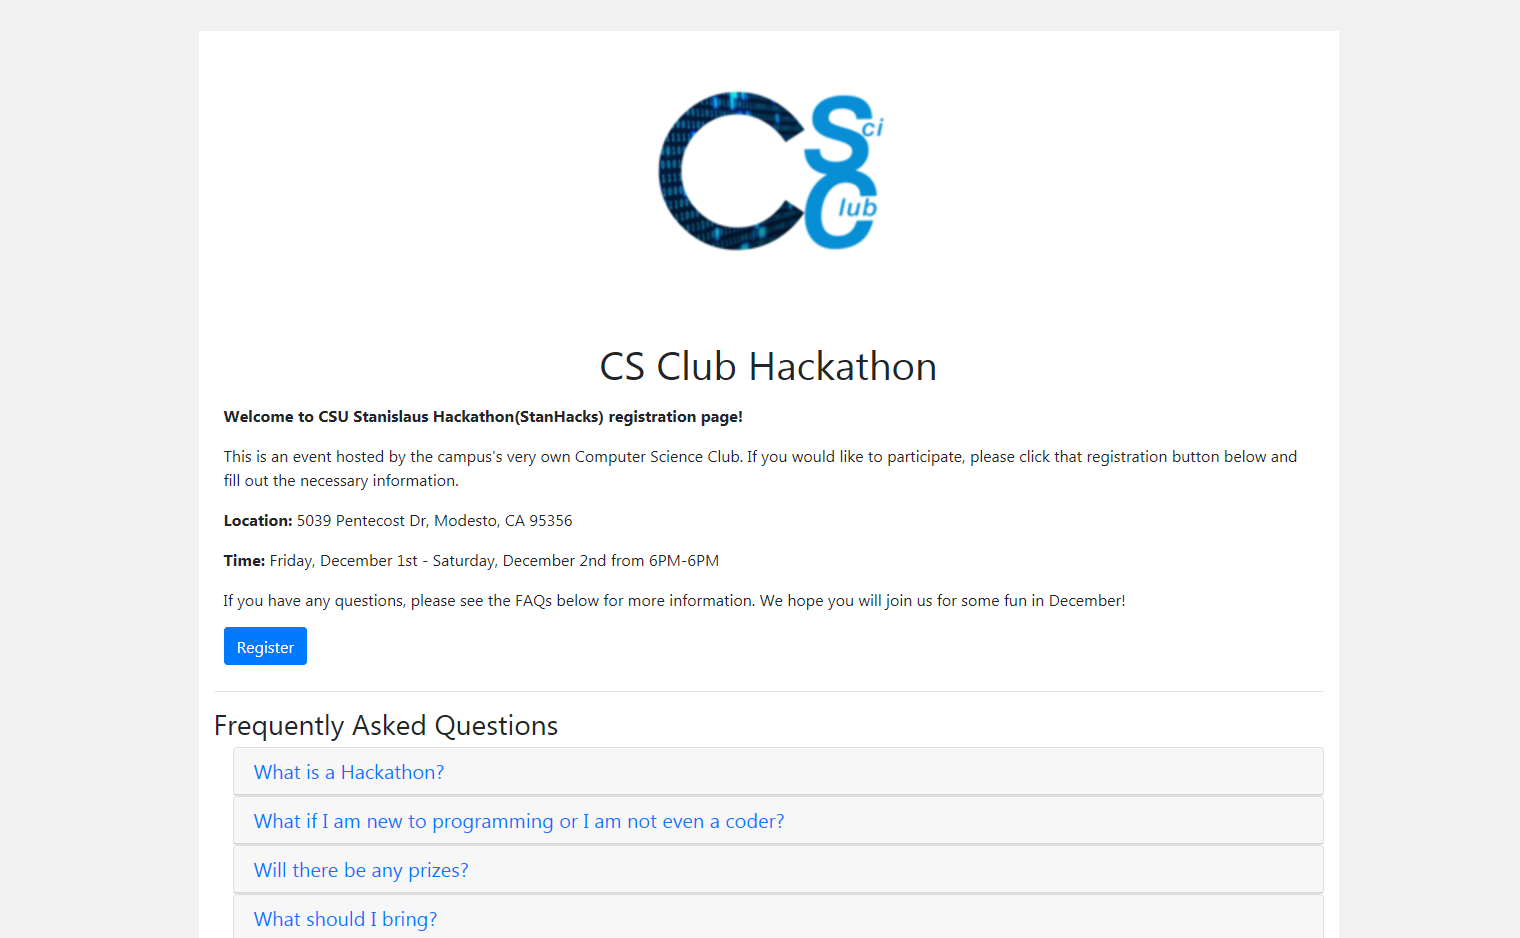 CSci
Club
CS Club Hackathon
Welcome to CSU Stanislaus Hackathon(StanHacks) registration page!
This is an event hosted by the campus's very own Computer Science Club. If you would like to participate, please click that registration button below and
fill out the necessary information.
Location: 5039 Pentecost Dr, Modesto, CA 95356
Time: Friday, December 1st - Saturday, December 2nd from 6PM-6PM
If you have any questions, please see the FAQs below for more information. We hope you will join us for some fun in December!
Register
Frequently Asked Questions
What is a Hackathon?
What if I am new to programming or I am not even a coder?
Will there be any prizes?
What should I bring?